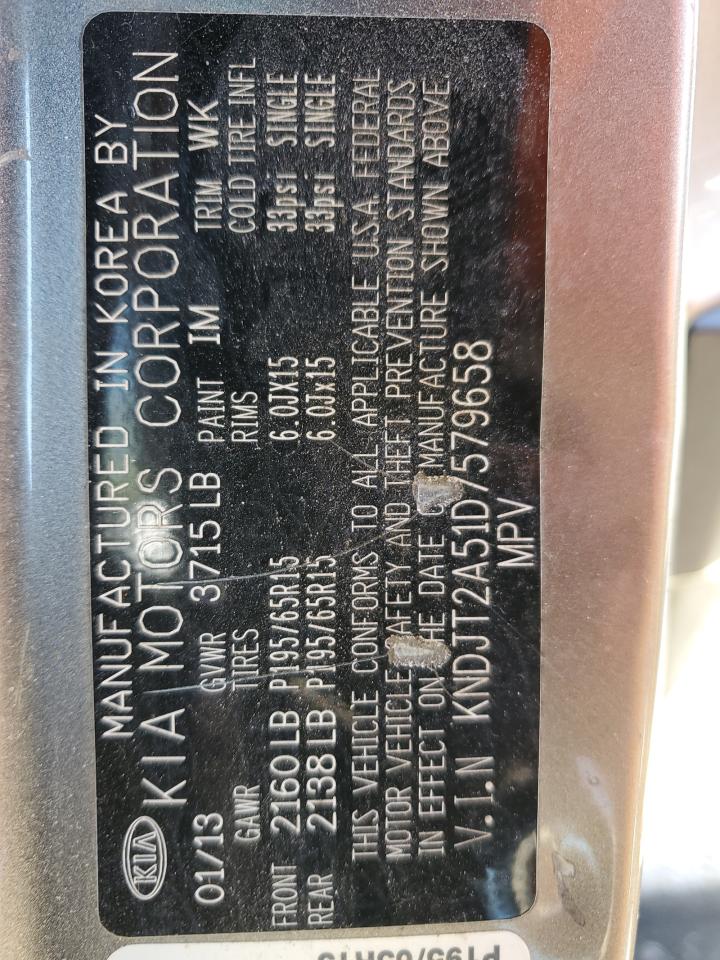 KIA
MANUFACTURED IN KOREA BY
KIA MOTORS CORPORATION
01/13 GVWR 3715 LB PAINT IM TRIM WK
GAWR TIRES RIMS COLD TIRE INFL
FRONT 2160 LB P195/65R15 6.0JX15 33psi SINGLE
REAR 2138 LB P195/65R15 6.0Jx15 33psi SINGLE
THIS VEHICLE CONFORMS TO ALL APPLICABLE U.S.A. FEDERAL
MOTOR VEHICLE AFETY AND THEFT PREVENTION STANDARDS
IN EFFECT ON HE DATE O MANUFACTURE SHOWN ABOVE.
V.I.N KNDJT2A51D7579658
MPV